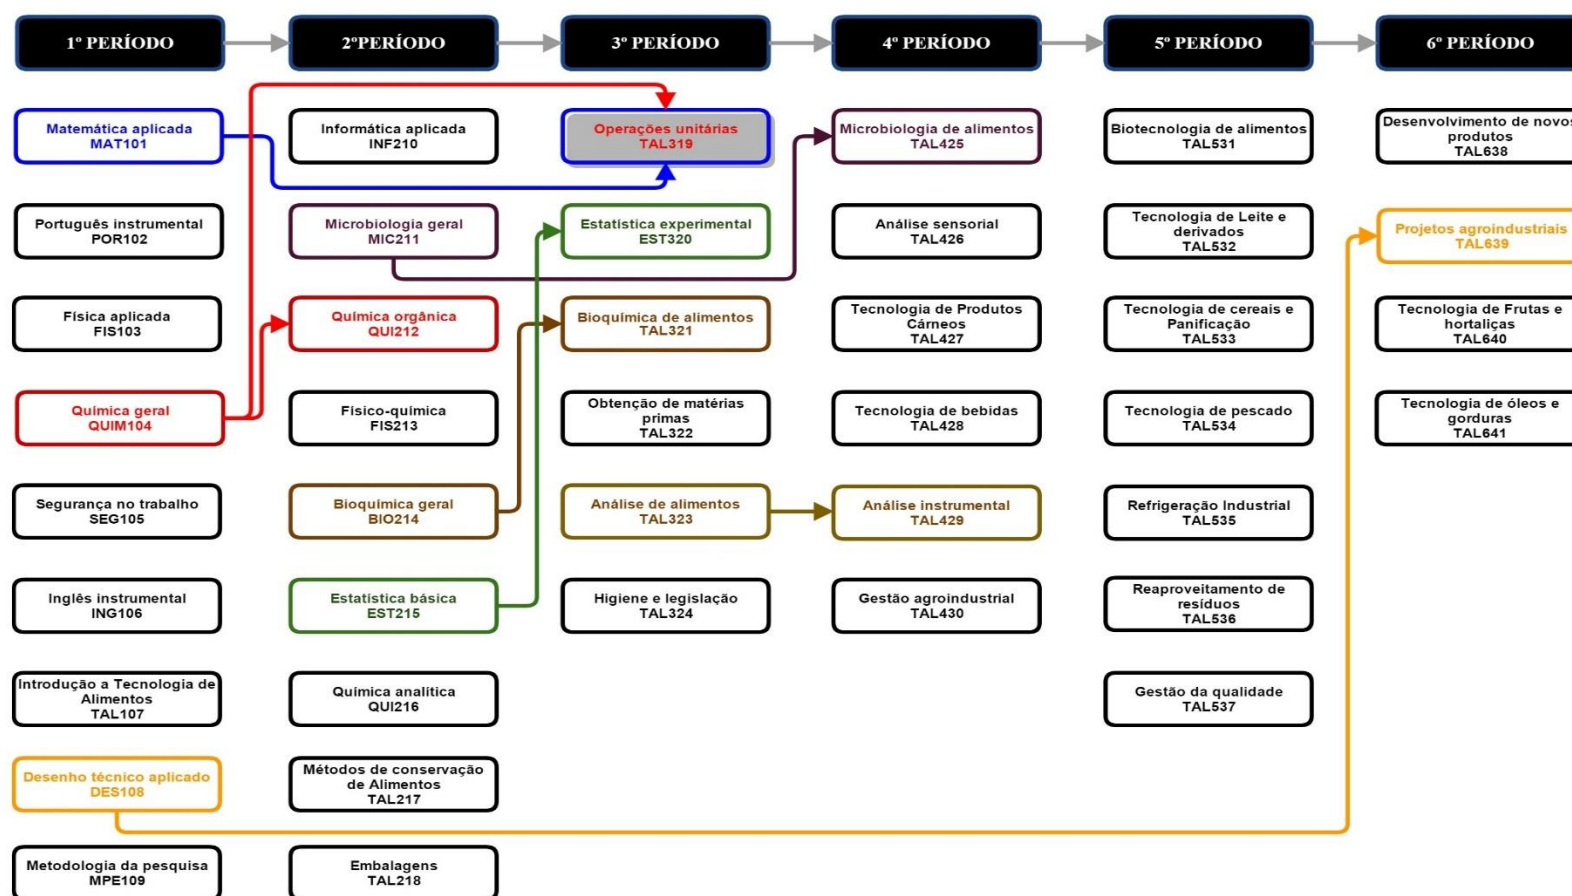 1º PERÍODO
2ºPERÍODO
3º PERÍODO
4º PERÍODO
5º PERÍODO
6º PERÍODO
Matemática aplicada
MAT101
Português instrumental
POR102
Física aplicada
FIS103
Química geral
QUIM104
Segurança no trabalho
SEG105
Inglês instrumental
ING106
Introdução a Tecnologia de
Alimentos
TAL107
Desenho técnico aplicado
DES108
Metodologia da pesquisa
MPE109
Informática aplicada
INF210
Microbiologia geral
MIC211
Química orgânica
QUI212
Físico-química
FIS213
Bioquímica geral
BIO214
Estatística básica
EST215
Química analítica
QUI216
Métodos de conservação
de Alimentos
TAL217
Embalagens
TAL218
Operações unitárias
TAL319
Estatística experimental
EST320
Bioquímica de alimentos
TAL321
Obtenção de matérias
primas
TAL322
Análise de alimentos
TAL323
Higiene e legislação
TAL324
Microbiologia de alimentos
TAL425
Análise sensorial
TAL426
Tecnologia de Produtos
Cárneos
TAL427
Tecnologia de bebidas
TAL428
Análise instrumental
TAL429
Gestão agroindustrial
TAL430
Biotecnologia de alimentos
TAL531
Tecnologia de Leite e
derivados
TAL532
Tecnologia de cereais e
Panificação
TAL533
Tecnologia de pescado
TAL534
Refrigeração Industrial
TAL535
Reaproveitamento de
resíduos
TAL536
Gestão da qualidade
TAL537
Desenvolvimento de novos
produtos
TAL638
Projetos agroindustriais
TAL639
Tecnologia de Frutas e
hortaliças
TAL640
Tecnologia de óleos e
gorduras
TAL641